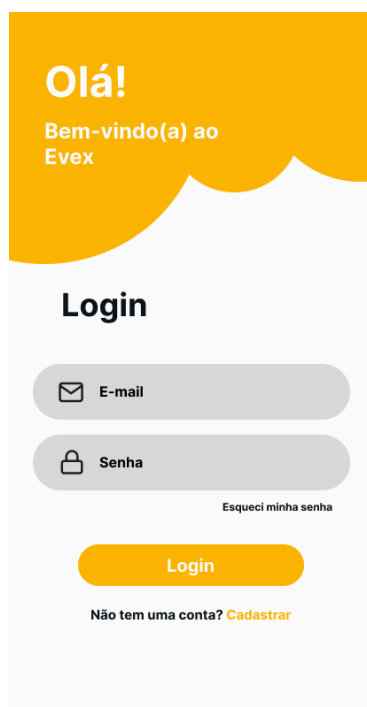 Olá!
Bem-vindo(a) ao
Evex
Login
E-mail
Senha
Esqueci minha senha
Login
Não tem uma conta? Cadastrar